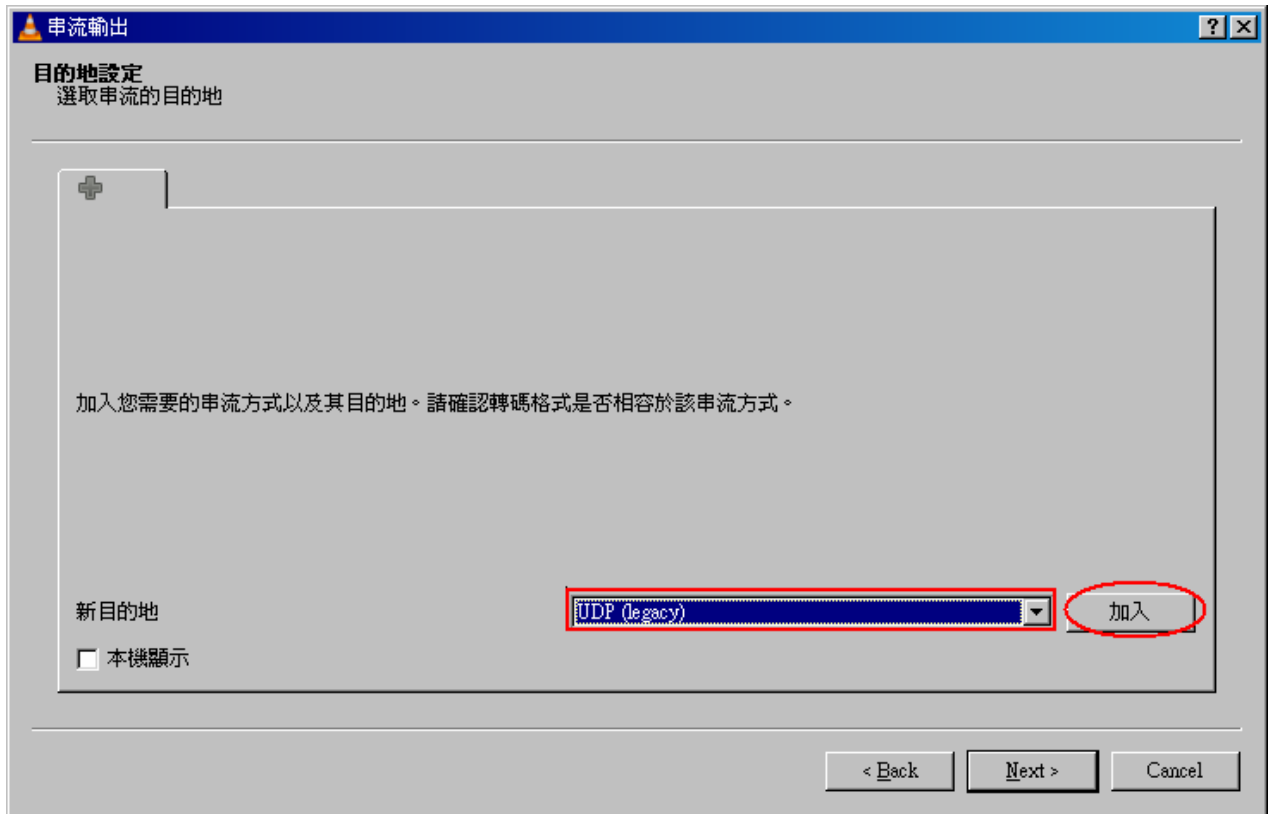 串流輸出
目的地設定
選取串流的目的地
加入您需要的串流方式以及其目的地。請確認轉碼格式是否相容於該串流方式。
新目的地 UDP (legacy) 加入
本機顯示
< Back Next > Cancel